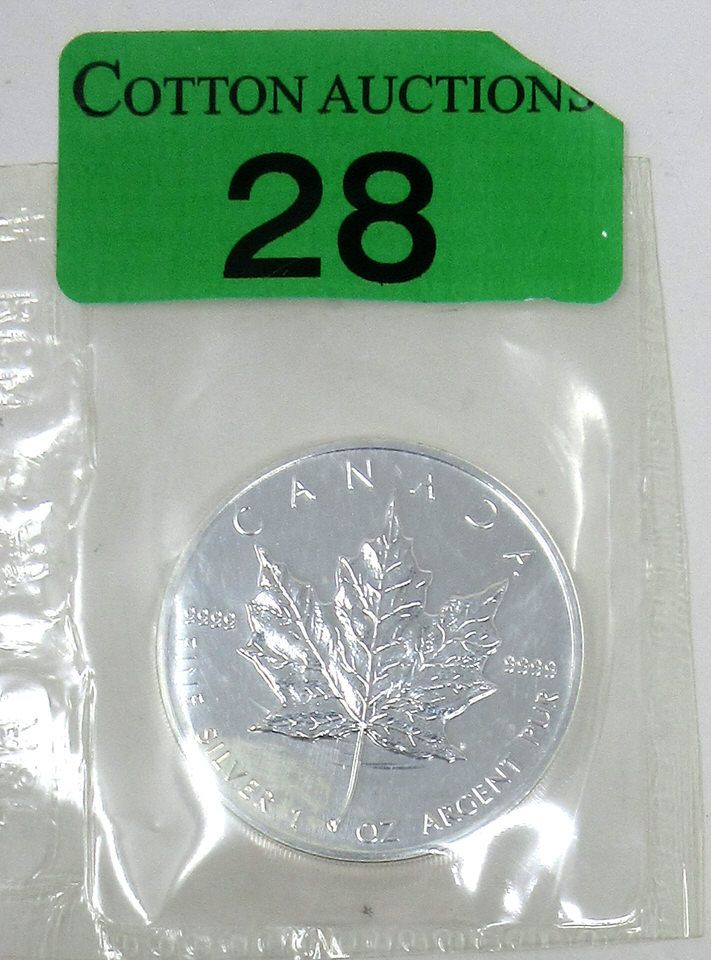 COTTON AUCTIONS
28
CANADA
9999
9999
FINE SILVER 1 OZ ARGENT PUR